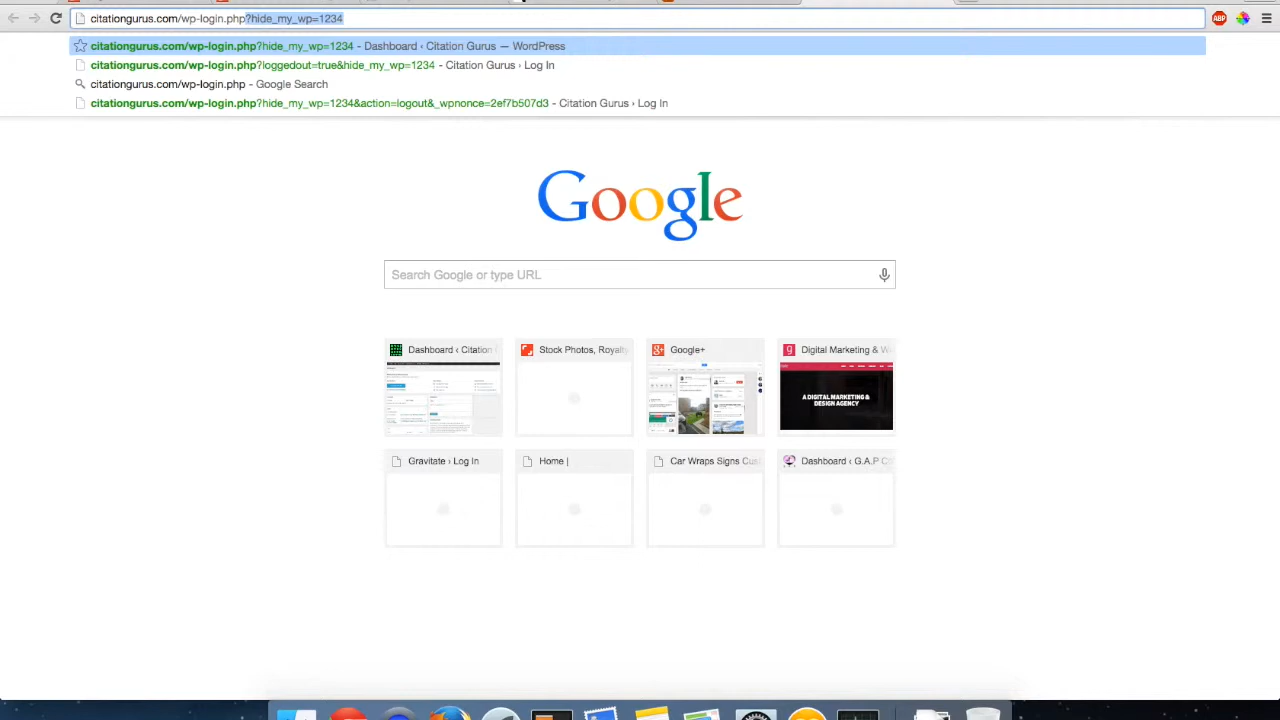 citationgurus.com/wp-login.php?hide_my_wp=1234
ABP
citationgurus.com/wp-login.php?hide_my_wp=1234 - Dashboard ‹ Citation Gurus — WordPress
citationgurus.com/wp-login.php?loggedout=true&hide_my_wp=1234 - Citation Gurus › Log In
citationgurus.com/wp-login.php - Google Search
citationgurus.com/wp-login.php?hide_my_wp=1234&action=logout&_wpnonce=2ef7b507d3 - Citation Gurus › Log In
Google
Search Google or type URL
Dashboard ‹ Citation
Stock Photos, Royalty
Google+
Digital Marketing & W
A DIGITAL MARKETING &
DESIGN AGENCY
Gravitate › Log In
Home |
Car Wraps Signs Cus
Dashboard ‹ G.A.P C